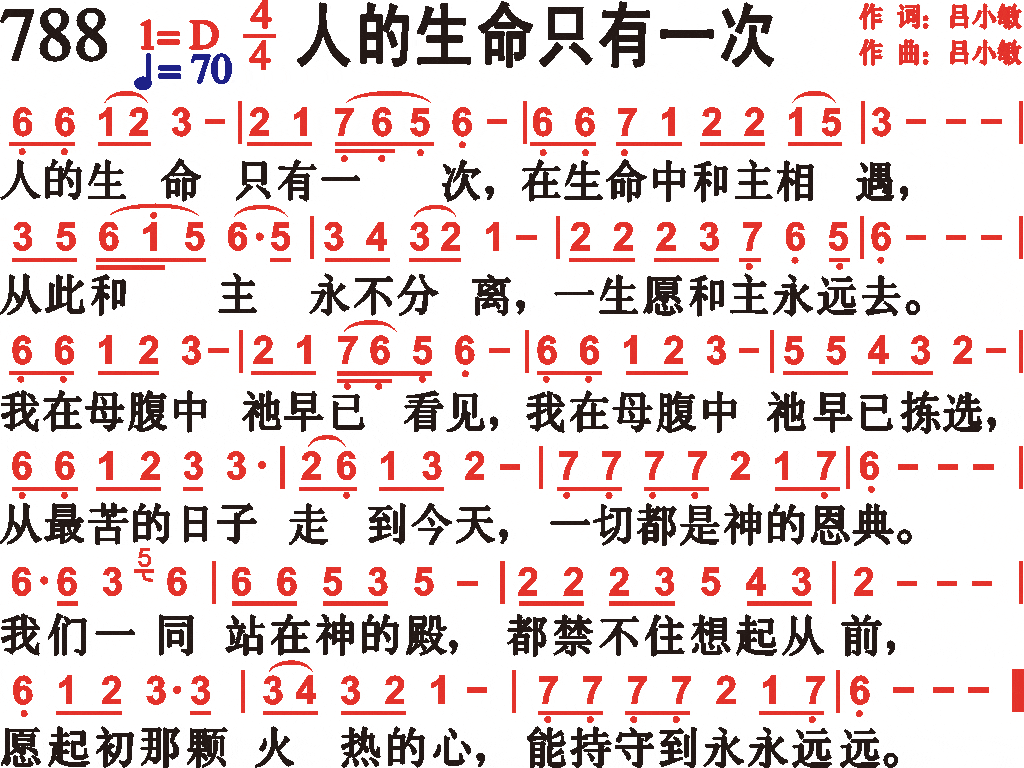 788 1= D 4/4 人的生命只有一次 作 词：吕小敏
♩= 70 作 曲：吕小敏
6 6 1 2 3 – | 2 1 7 6 5 6 – | 6 6 7 1 2 2 1 5 | 3 – – – |
人的生 命 只有一 次，在生命中和主相 遇，
3 5 6 1 5 6 · 5 | 3 4 3 2 1 – | 2 2 2 3 7 6 5 | 6 – – – |
从此和 主 永不分 离，一生愿和主永远去。
6 6 1 2 3 – | 2 1 7 6 5 6 – | 6 6 1 2 3 – | 5 5 4 3 2 – |
我在母腹中 祂早已 看见，我在母腹中 祂早已拣选，
6 6 1 2 3 3 · | 2 6 1 3 2 – | 7 7 7 7 2 1 7 | 6 – – – |
从最苦的日子 走 到今天，一切都是神的恩典。
6 · 6 3 5 6 | 6 6 5 3 5 – | 2 2 2 3 5 4 3 | 2 – – – |
我们一 同 站在神的殿，都禁不住想起从 前，
6 1 2 3 · 3 | 3 4 3 2 1 – | 7 7 7 7 2 1 7 | 6 – – –
愿起初那颗 火 热的心，能持守到永永远远。